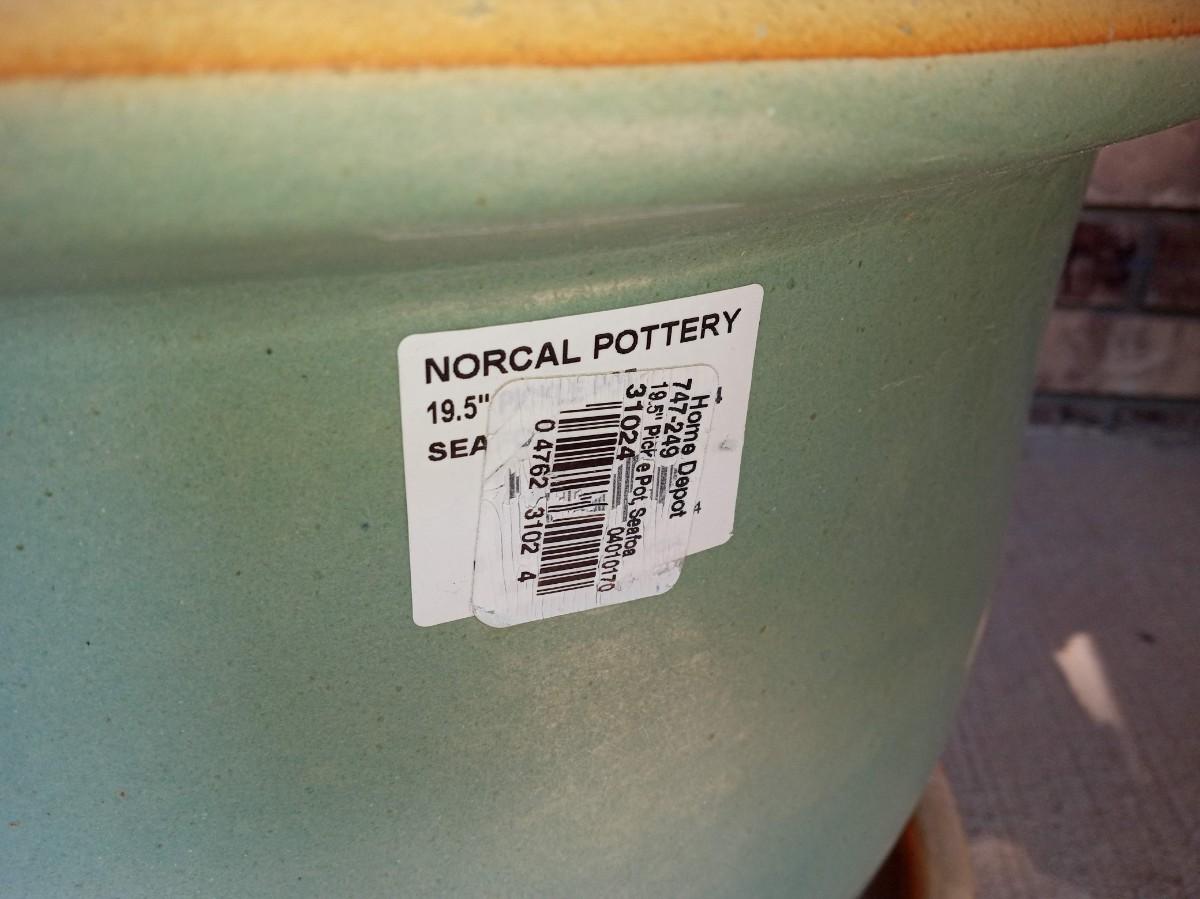 NORCAL POTTERY
19.5"
SEA
Home Depot
747-249
19.5" Pickle Pot, Seafoa
31024
04010170
0 4762 3102 4